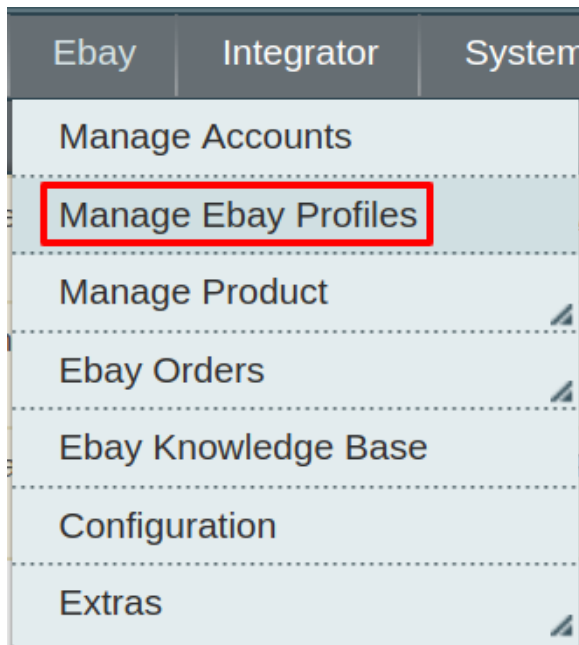 Ebay Integrator System
Manage Accounts
Manage Ebay Profiles
Manage Product
Ebay Orders
Ebay Knowledge Base
Configuration
Extras